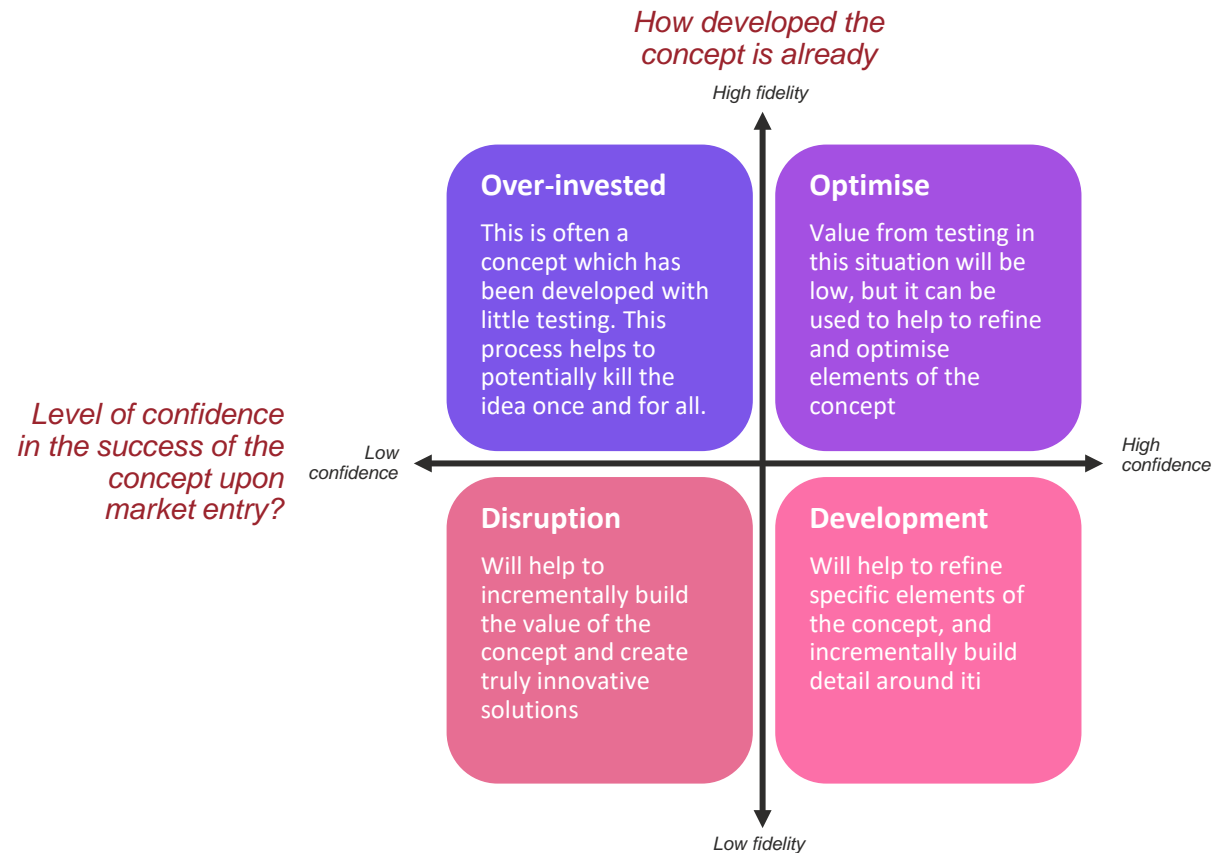 How developed the
concept is already
High fidelity
Over-invested
This is often a
concept which has
been developed with
little testing. This
process helps to
potentially kill the
idea once and for all.
Optimise
Value from testing in
this situation will be
low, but it can be
used to help to refine
and optimise
elements of the
concept
Level of confidence
in the success of the
concept upon
market entry?
Low
confidence
High
confidence
Disruption
Will help to
incrementally build
the value of the
concept and create
truly innovative
solutions
Development
Will help to refine
specific elements of
the concept, and
incrementally build
detail around iti
Low fidelity